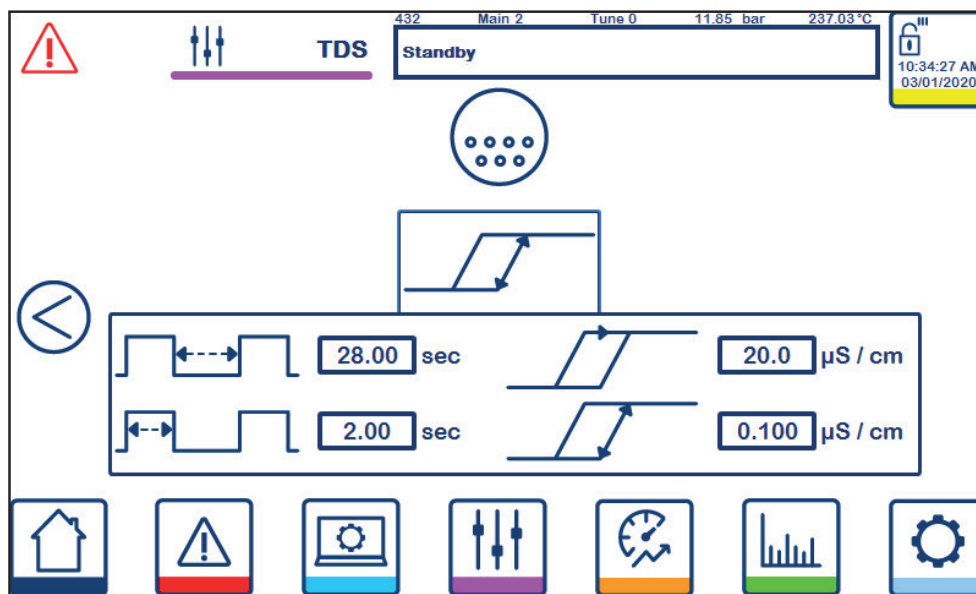 432 Main 2 Tune 0 11.85 bar 237.03 °C
TDS
Standby
10:34:27 AM
03/01/2020
28.00 sec
20.0 µS / cm
2.00 sec
0.100 µS / cm